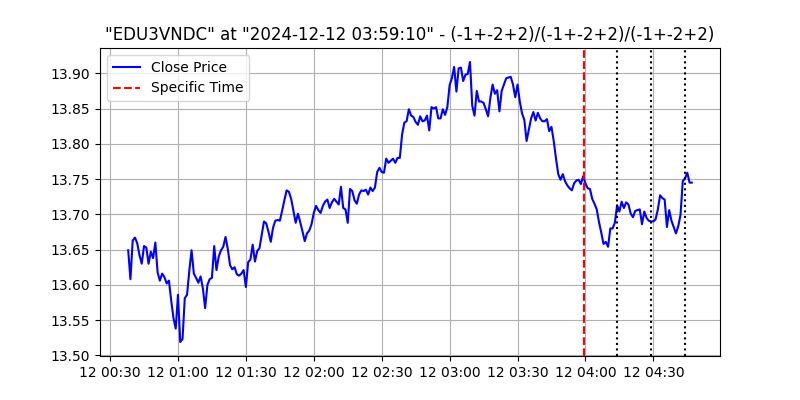 "EDU3VNDC" at "2024-12-12 03:59:10" - (-1+-2+2)/(-1+-2+2)/(-1+-2+2)
Close Price
Specific Time
13.90
13.85
13.80
13.75
13.70
13.65
13.60
13.55
13.50
12 00:30 12 01:00 12 01:30 12 02:00 12 02:30 12 03:00 12 03:30 12 04:00 12 04:30